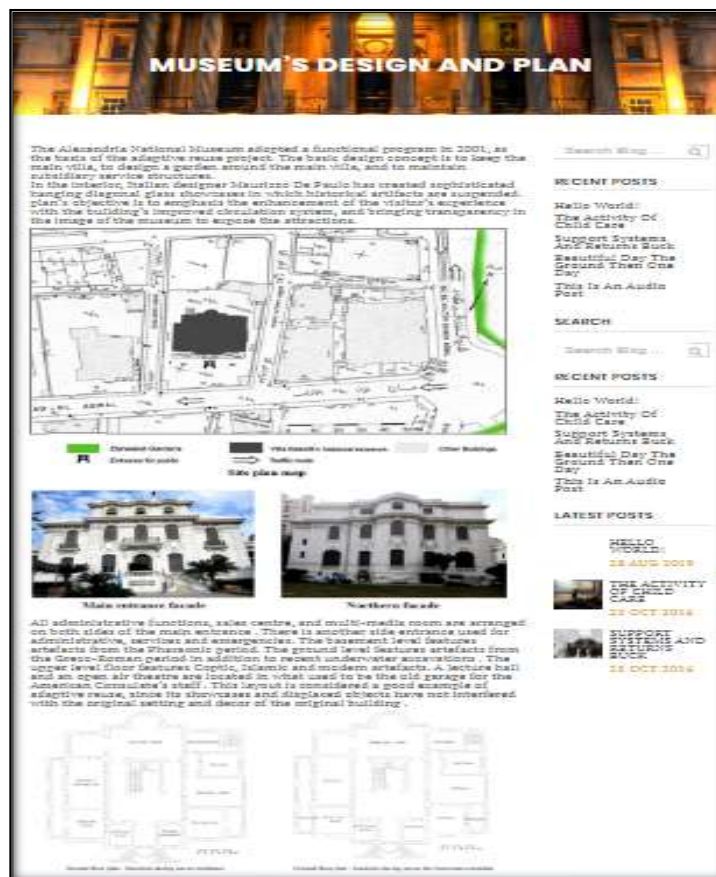 MUSEUM'S DESIGN AND PLAN
The Alexandria National Museum adopted a functional program in 2001, as
the basis of the adaptive reuse project. The basic design concept is to keep the
main villa, to design a garden around the main villa, and to maintain
subsidiary service structures.
In the interior, Italian designer Maurizzo De Paulo has created sophisticated
hanging diagonal glass showcases in which historical artifacts are suspended.
plan's objective is to emphasis the enhancement of the visitor's experience
with the building's improved circulation system, and bringing transparency in
the image of the museum to expose the attractions.
Entrance for public
Traffic route
Other Buildings
Site plan map
Main entrance facade
Northern facade
All administrative functions, sales centre, and multi-media room are arranged
on both sides of the main entrance . There is another side entrance used for
administrative, services and emergencies. The basement level features
artefacts from the Pharaonic period. The ground level features artefacts from
the Greco-Roman period in addition to recent underwater excavations . The
upper level floor features Coptic, Islamic and modern artefacts. A lecture hall
and an open air theatre are located in what used to be the old garage for the
American Consulate's staff . This layout is considered a good example of
adaptive reuse, since its showcases and displaced objects have not interfered
with the original setting and decor of the original building .
Search Blog ...
RECENT POSTS
Hello World!
The Activity Of
Child Care
Support Systems
And Returns Buck
Beautiful Day The
Ground Then One
Day
This Is An Audio
Post
SEARCH
Search Blog ...
RECENT POSTS
Hello World!
The Activity Of
Child Care
Support Systems
And Returns Buck
Beautiful Day The
Ground Then One
Day
This Is An Audio
Post
LATEST POSTS
HELLO
WORLD!
THE ACTIVITY
OF CHILD
CARE
25 OCT 2016
SUPPORT
SYSTEMS AND
RETURNS
BUCK
25 OCT 2016